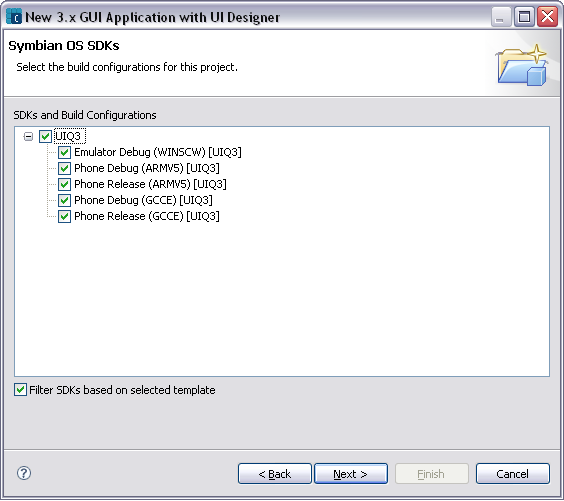 New 3.x GUI Application with UI Designer
Symbian OS SDKs
Select the build configurations for this project.
SDKs and Build Configurations
UIQ3
Emulator Debug (WINSCW) [UIQ3]
Phone Debug (ARMV5) [UIQ3]
Phone Release (ARMV5) [UIQ3]
Phone Debug (GCCE) [UIQ3]
Phone Release (GCCE) [UIQ3]
Filter SDKs based on selected template
? < Back Next > Finish Cancel